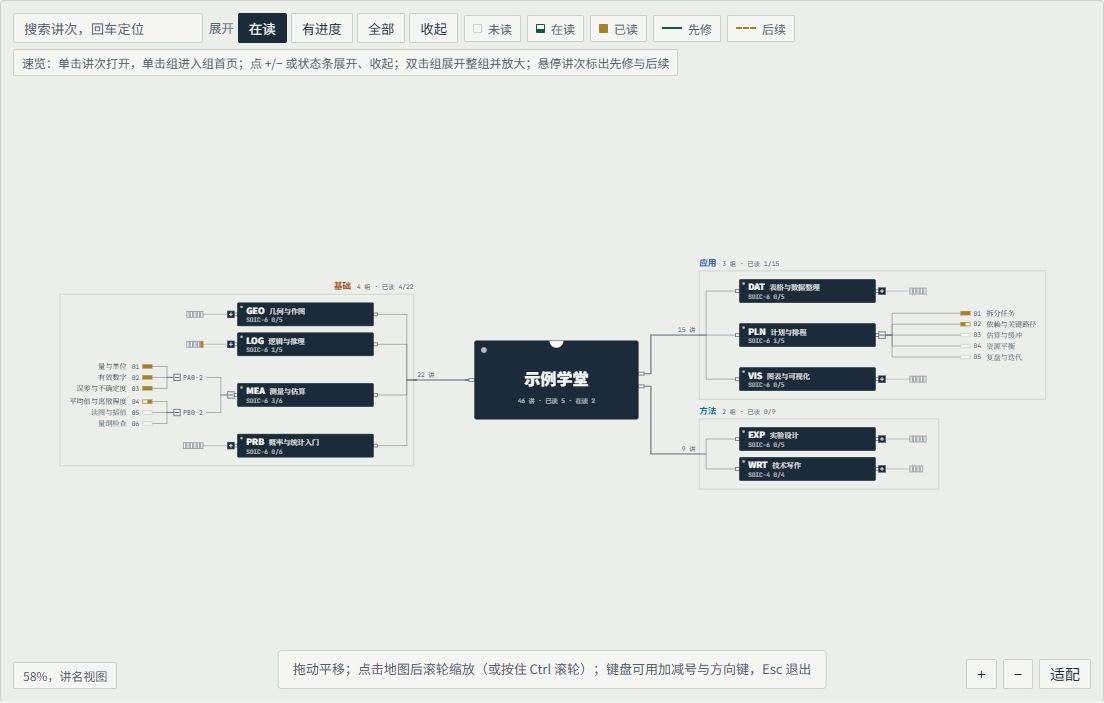 搜索讲次，回车定位
展开 在读 有进度 全部 收起 未读 在读 已读 先修 后续
速览：单击讲次打开，单击组进入组首页；点 +/− 或状态条展开、收起；双击组展开整组并放大；悬停讲次标出先修与后续
基础 4 组 · 已读 4/22
GEO 几何与作图
SOIC-6 0/5
LOG 逻辑与推理
SOIC-6 1/5
量与单位 01
有效数字 02
误差与不确定度 03
PA0-2
平均值与离散程度 04
读图与插值 05
量纲检查 06
PB0-2
MEA 测量与估算
SOIC-6 3/6
PRB 概率与统计入门
SOIC-6 0/6
22 讲
示例学堂
46 讲 · 已读 5 · 在读 2
15 讲
9 讲
应用 3 组 · 已读 1/15
DAT 表格与数据整理
SOIC-6 0/5
PLN 计划与排程
SOIC-6 1/5
01 拆分任务
02 依赖与关键路径
03 估算与缓冲
04 资源平衡
05 复盘与迭代
VIS 图表与可视化
SOIC-6 0/5
方法 2 组 · 已读 0/9
EXP 实验设计
SOIC-6 0/5
WRT 技术写作
SOIC-4 0/4
58%，讲名视图
拖动平移；点击地图后滚轮缩放（或按住 Ctrl 滚轮）；键盘可用加减号与方向键，Esc 退出
+ − 适配